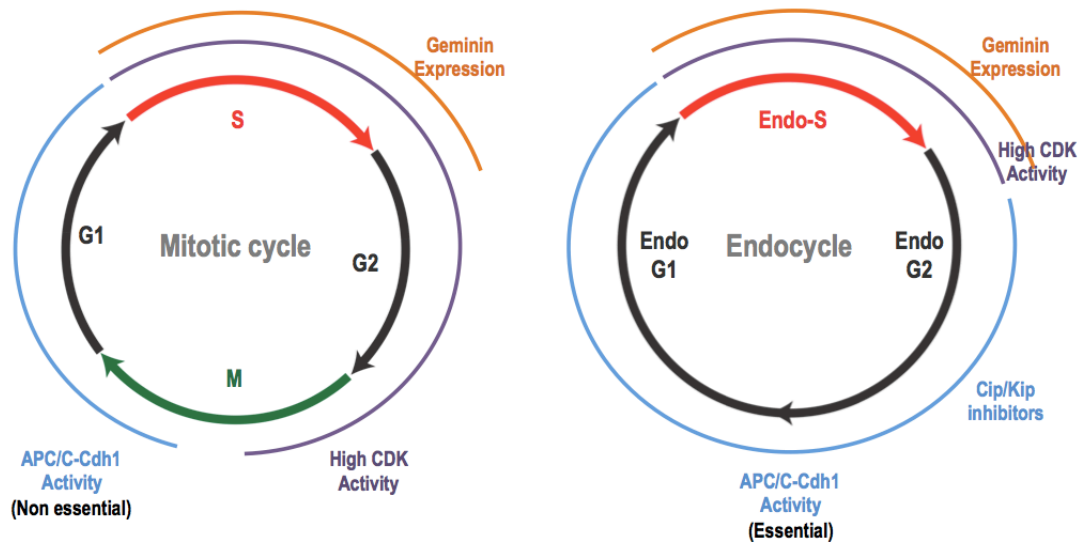 Geminin
Expression
S
G1
Mitotic cycle
G2
M
APC/C-Cdh1
Activity
(Non essential)
High CDK
Activity
Geminin
Expression
Endo-S
High CDK
Activity
Endo
G1
Endocycle
Endo
G2
Cip/Kip
inhibitors
APC/C-Cdh1
Activity
(Essential)